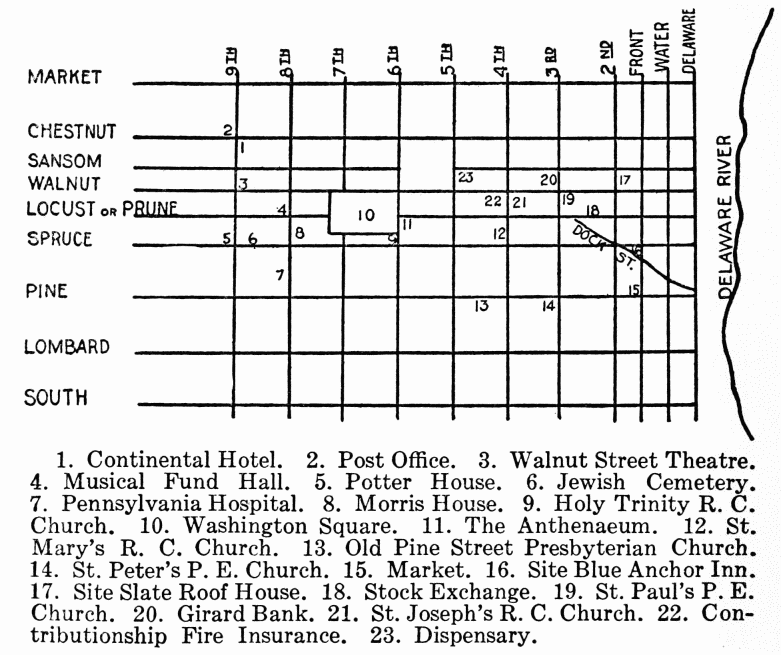 9TH 8TH 7TH 6TH 5TH 4TH 3RD 2ND FRONT WATER DELAWARE
MARKET
CHESTNUT 2
1
SANSOM
WALNUT 3 23 20 17
LOCUST OR PRUNE 4 10 22 21 19 18
11
SPRUCE 5 6 8 9 12 DOCK ST. 16
7
PINE 15
13 14
LOMBARD
SOUTH
DELAWARE RIVER
1. Continental Hotel. 2. Post Office. 3. Walnut Street Theatre.
4. Musical Fund Hall. 5. Potter House. 6. Jewish Cemetery.
7. Pennsylvania Hospital. 8. Morris House. 9. Holy Trinity R. C.
Church. 10. Washington Square. 11. The Anthenaeum. 12. St.
Mary's R. C. Church. 13. Old Pine Street Presbyterian Church.
14. St. Peter's P. E. Church. 15. Market. 16. Site Blue Anchor Inn.
17. Site Slate Roof House. 18. Stock Exchange. 19. St. Paul's P. E.
Church. 20. Girard Bank. 21. St. Joseph's R. C. Church. 22. Con-
tributionship Fire Insurance. 23. Dispensary.